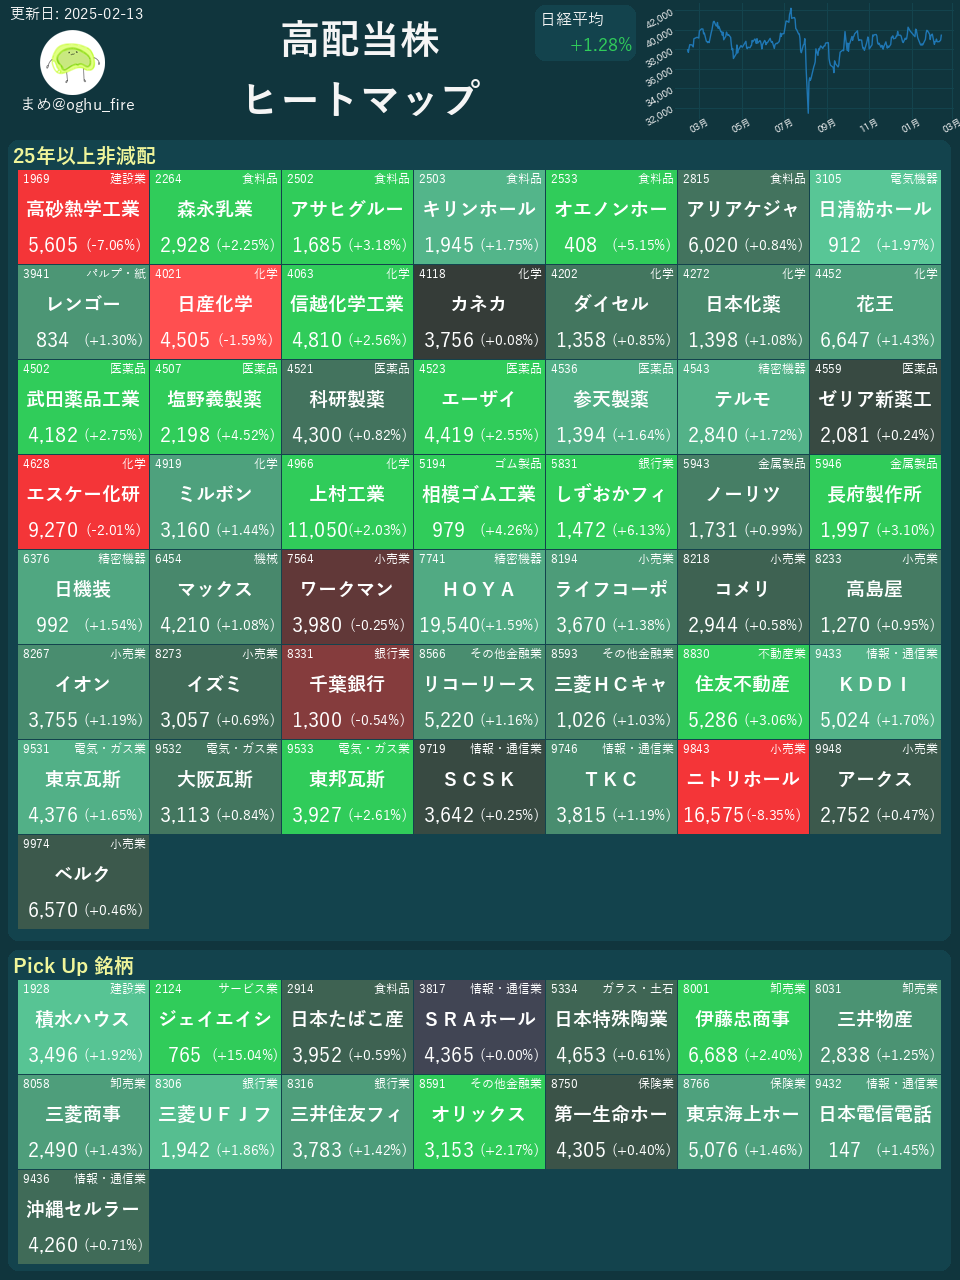 更新日: 2025-02-13
まめ@oghu_fire
高配当株
ヒートマップ
日経平均
+1.28%
42,000
40,000
38,000
36,000
34,000
32,000
03月 05月 07月 09月 11月 01月 03月
25年以上非減配
1969 建設業 2264 食料品 2502 食料品 2503 食料品 2533 食料品 2815 食料品 3105 電気機器
高砂熱学工業 森永乳業 アサヒグルー キリンホール オエノンホー アリアケジャ 日清紡ホール
5,605 (-7.06%) 2,928 (+2.25%) 1,685 (+3.18%) 1,945 (+1.75%) 408 (+5.15%) 6,020 (+0.84%) 912 (+1.97%)
3941 パルプ・紙 4021 化学 4063 化学 4118 化学 4202 化学 4272 化学 4452 化学
レンゴー 日産化学 信越化学工業 カネカ ダイセル 日本化薬 花王
834 (+1.30%) 4,505 (-1.59%) 4,810 (+2.56%) 3,756 (+0.08%) 1,358 (+0.85%) 1,398 (+1.08%) 6,647 (+1.43%)
4502 医薬品 4507 医薬品 4521 医薬品 4523 医薬品 4536 医薬品 4543 精密機器 4559 医薬品
武田薬品工業 塩野義製薬 科研製薬 エーザイ 参天製薬 テルモ ゼリア新薬工
4,182 (+2.75%) 2,198 (+4.52%) 4,300 (+0.82%) 4,419 (+2.55%) 1,394 (+1.64%) 2,840 (+1.72%) 2,081 (+0.24%)
4628 化学 4919 化学 4966 化学 5194 ゴム製品 5831 銀行業 5943 金属製品 5946 金属製品
エスケー化研 ミルボン 上村工業 相模ゴム工業 しずおかフィ ノーリツ 長府製作所
9,270 (-2.01%) 3,160 (+1.44%) 11,050(+2.03%) 979 (+4.26%) 1,472 (+6.13%) 1,731 (+0.99%) 1,997 (+3.10%)
6376 精密機器 6454 機械 7564 小売業 7741 精密機器 8194 小売業 8218 小売業 8233 小売業
日機装 マックス ワークマン ＨＯＹＡ ライフコーポ コメリ 高島屋
992 (+1.54%) 4,210 (+1.08%) 3,980 (-0.25%) 19,540(+1.59%) 3,670 (+1.38%) 2,944 (+0.58%) 1,270 (+0.95%)
8267 小売業 8273 小売業 8331 銀行業 8566 その他金融業 8593 その他金融業 8830 不動産業 9433 情報・通信業
イオン イズミ 千葉銀行 リコーリース 三菱ＨＣキャ 住友不動産 ＫＤＤＩ
3,755 (+1.19%) 3,057 (+0.69%) 1,300 (-0.54%) 5,220 (+1.16%) 1,026 (+1.03%) 5,286 (+3.06%) 5,024 (+1.70%)
9531 電気・ガス業 9532 電気・ガス業 9533 電気・ガス業 9719 情報・通信業 9746 情報・通信業 9843 小売業 9948 小売業
東京瓦斯 大阪瓦斯 東邦瓦斯 ＳＣＳＫ ＴＫＣ ニトリホール アークス
4,376 (+1.65%) 3,113 (+0.84%) 3,927 (+2.61%) 3,642 (+0.25%) 3,815 (+1.19%) 16,575(-8.35%) 2,752 (+0.47%)
9974 小売業
ベルク
6,570 (+0.46%)
Pick Up 銘柄
1928 建設業 2124 サービス業 2914 食料品 3817 情報・通信業 5334 ガラス・土石 8001 卸売業 8031 卸売業
積水ハウス ジェイエイシ 日本たばこ産 ＳＲＡホール 日本特殊陶業 伊藤忠商事 三井物産
3,496 (+1.92%) 765 (+15.04%) 3,952 (+0.59%) 4,365 (+0.00%) 4,653 (+0.61%) 6,688 (+2.40%) 2,838 (+1.25%)
8058 卸売業 8306 銀行業 8316 銀行業 8591 その他金融業 8750 保険業 8766 保険業 9432 情報・通信業
三菱商事 三菱ＵＦＪフ 三井住友フィ オリックス 第一生命ホー 東京海上ホー 日本電信電話
2,490 (+1.43%) 1,942 (+1.86%) 3,783 (+1.42%) 3,153 (+2.17%) 4,305 (+0.40%) 5,076 (+1.46%) 147 (+1.45%)
9436 情報・通信業
沖縄セルラー
4,260 (+0.71%)